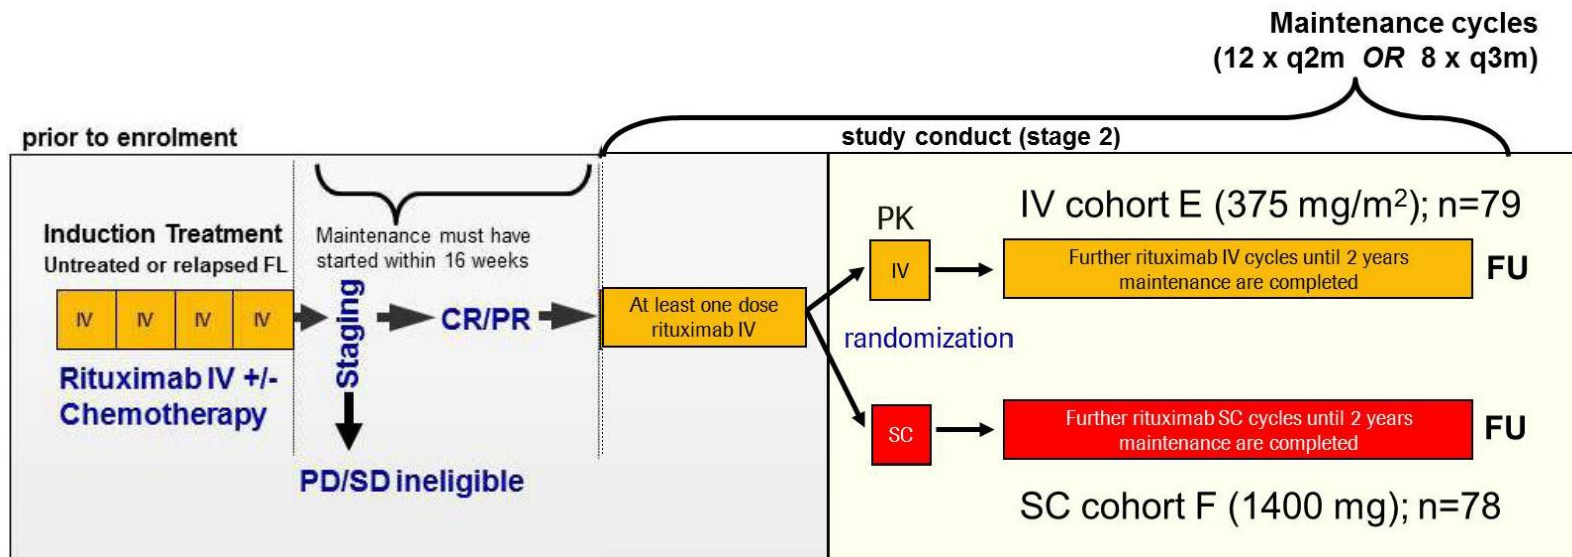 Maintenance cycles
(12 x q2m OR 8 x q3m)
prior to enrolment
study conduct (stage 2)
Induction Treatment
Untreated or relapsed FL
IV IV IV IV
Rituximab IV +/-
Chemotherapy
Maintenance must have
started within 16 weeks
Staging
CR/PR
PD/SD ineligible
At least one dose
rituximab IV
randomization
PK
IV
IV cohort E (375 mg/m²); n=79
Further rituximab IV cycles until 2 years
maintenance are completed
FU
SC
Further rituximab SC cycles until 2 years
maintenance are completed
FU
SC cohort F (1400 mg); n=78